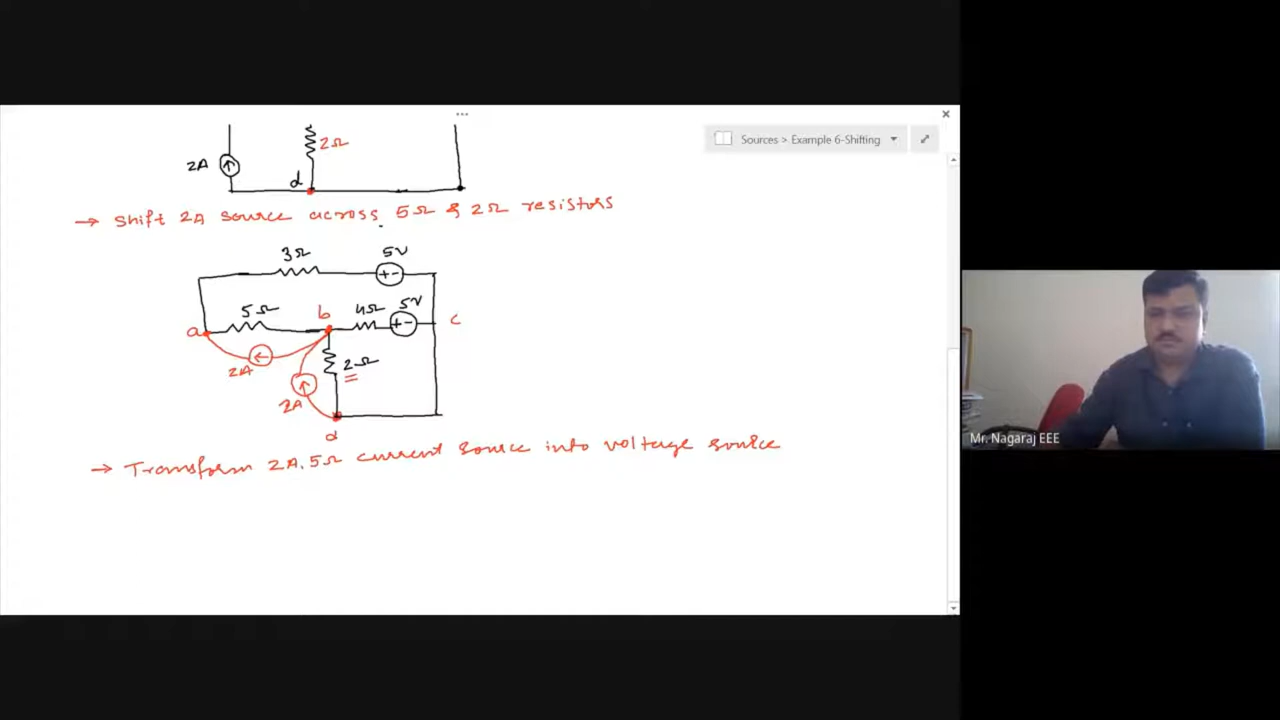 Sources > Example 6-Shifting
2Ω
2A
d
→ Shift 2A source across 5Ω & 2Ω resistors
3Ω 5V
5Ω b 4Ω 5V
a c
2A 2Ω
2A
d
→ Transform 2A, 5Ω current source into voltage source
Mr. Nagaraj EEE